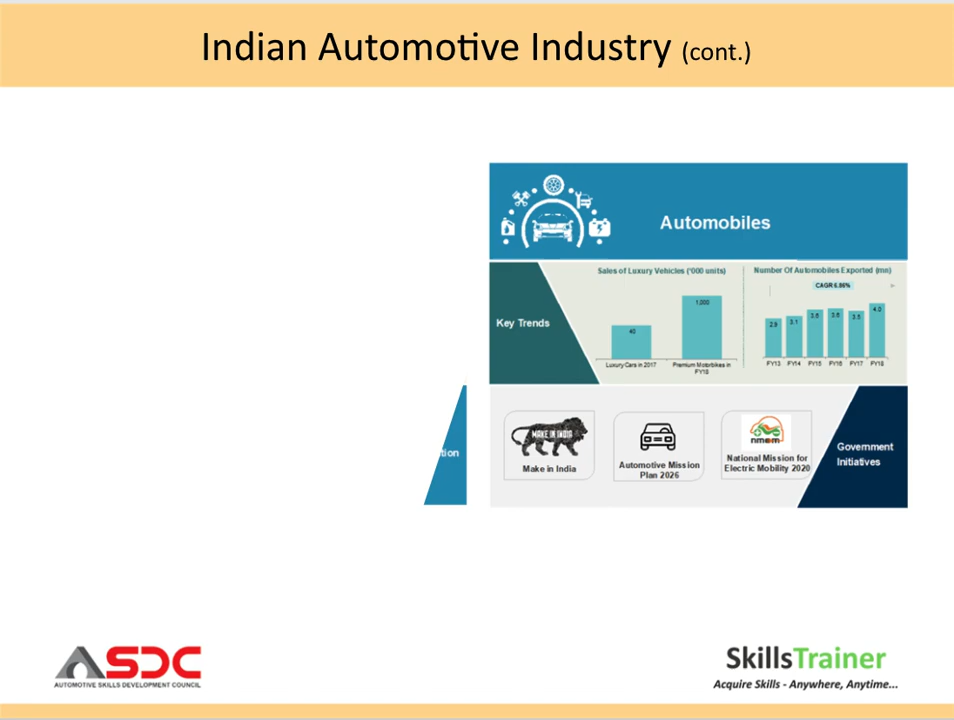 Indian Automotive Industry (cont.)
Automobiles
Key Trends
Sales of Luxury Vehicles ('000 units)
40
1,000
Luxury Cars in 2017
Premium Motorbikes in
FY18
Number Of Automobiles Exported (mn)
CAGR 6.86%
2.9
3.1
3.6
3.6
3.5
4.0
FY13
FY14
FY15
FY16
FY17
FY18
tion
MAKE IN INDIA
Make in India
Automotive Mission
Plan 2026
nmem
National Mission for
Electric Mobility 2020
Government
Initiatives
ASDC
AUTOMOTIVE SKILLS DEVELOPMENT COUNCIL
SkillsTrainer
Acquire Skills - Anywhere, Anytime...